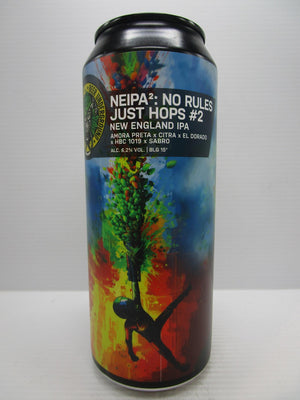 NEIPA²: NO RULES
JUST HOPS #2
NEW ENGLAND IPA
AMORA PRETA x CITRA x EL DORADO
x HBC 1019 x SABRO
ALC. 6.2% VOL. | BLG 15°